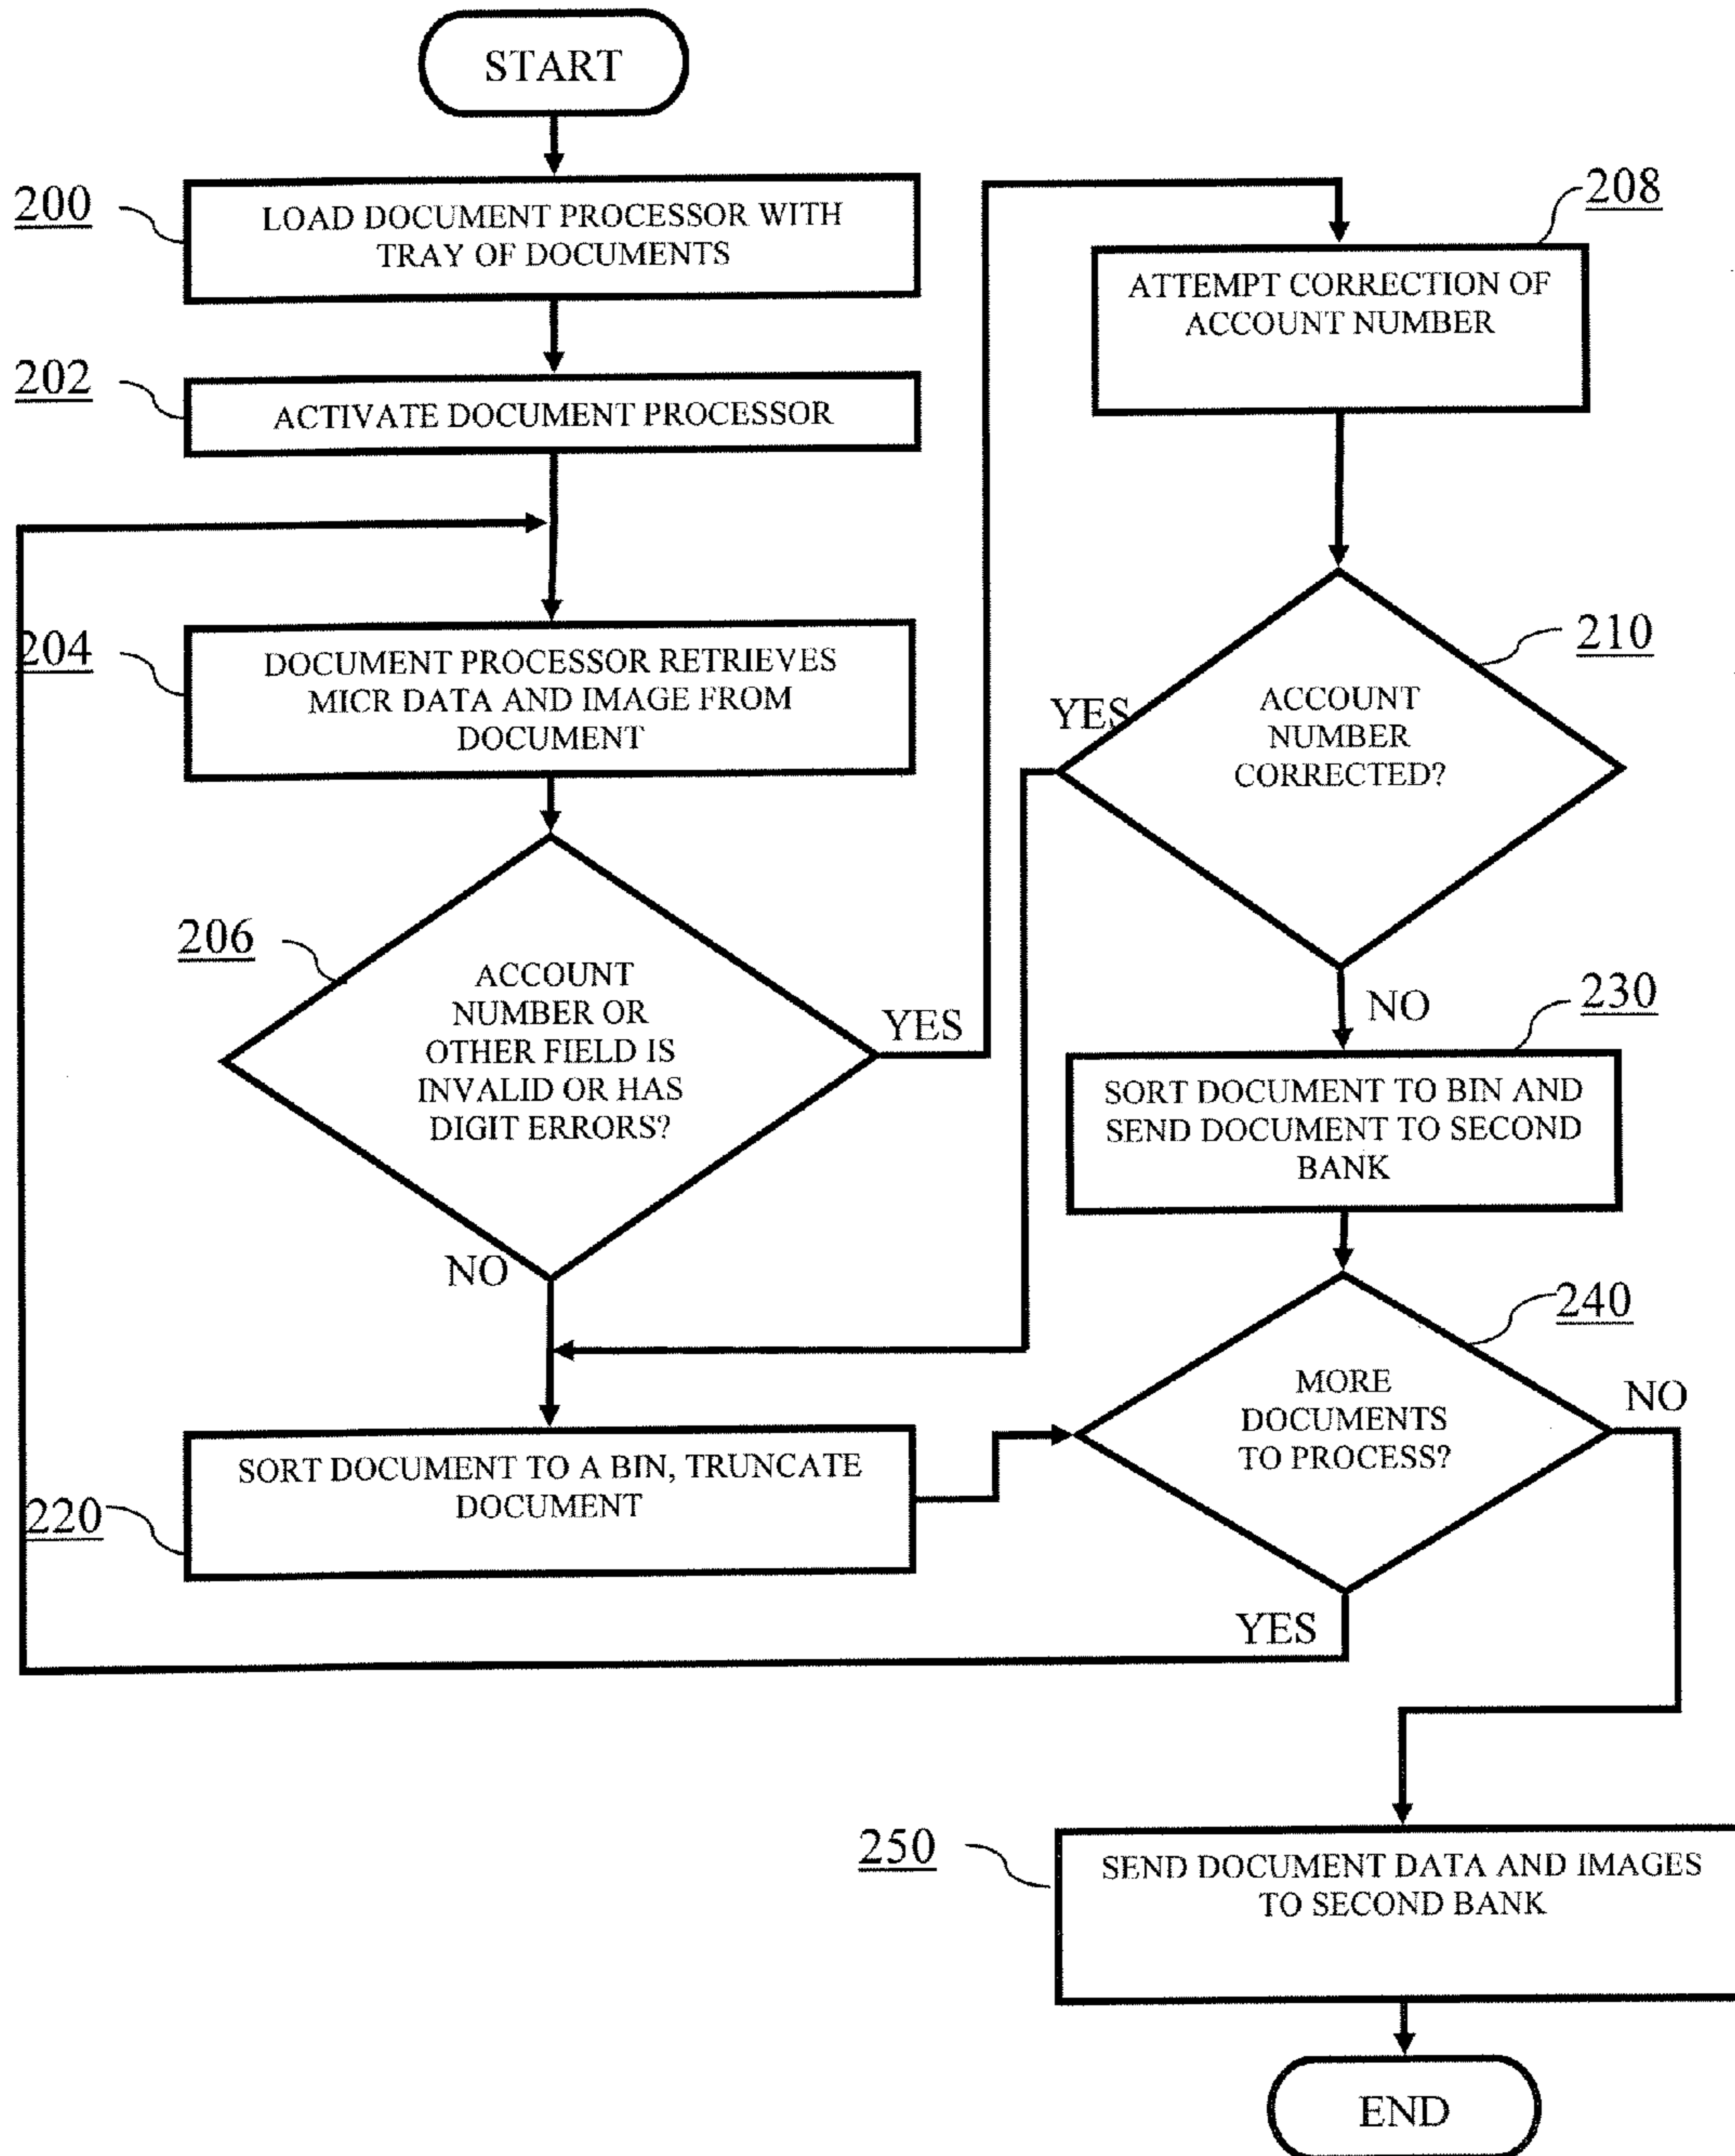 START
200
LOAD DOCUMENT PROCESSOR WITH
TRAY OF DOCUMENTS
202
ACTIVATE DOCUMENT PROCESSOR
204
DOCUMENT PROCESSOR RETRIEVES
MICR DATA AND IMAGE FROM
DOCUMENT
206
ACCOUNT
NUMBER OR
OTHER FIELD IS
INVALID OR HAS
DIGIT ERRORS?
YES
NO
208
ATTEMPT CORRECTION OF
ACCOUNT NUMBER
210
YES
ACCOUNT
NUMBER
CORRECTED?
NO
230
SORT DOCUMENT TO BIN AND
SEND DOCUMENT TO SECOND
BANK
220
SORT DOCUMENT TO A BIN, TRUNCATE
DOCUMENT
240
MORE
DOCUMENTS
TO PROCESS?
NO
YES
250
SEND DOCUMENT DATA AND IMAGES
TO SECOND BANK
END